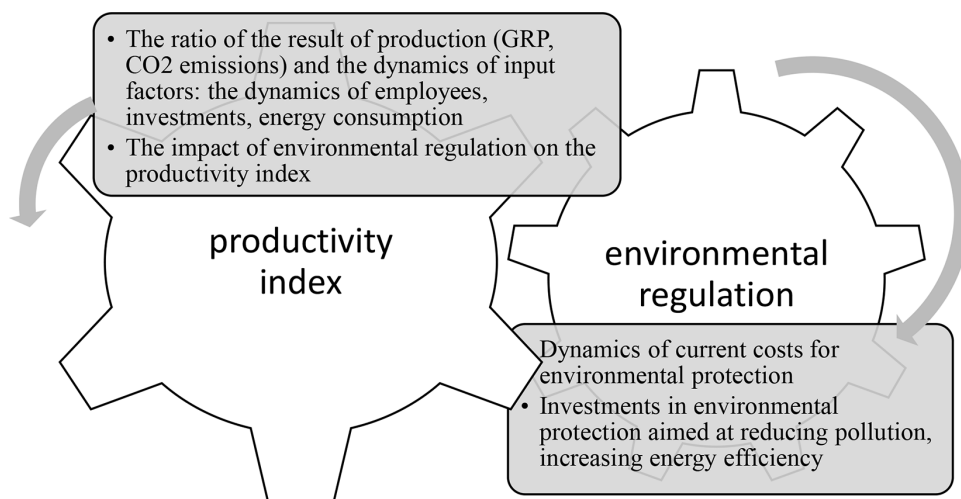 • The ratio of the result of production (GRP,
CO2 emissions) and the dynamics of input
factors: the dynamics of employees,
investments, energy consumption
• The impact of environmental regulation on the
productivity index
productivity
index
environmental
regulation
Dynamics of current costs for
environmental protection
• Investments in environmental
protection aimed at reducing pollution,
increasing energy efficiency